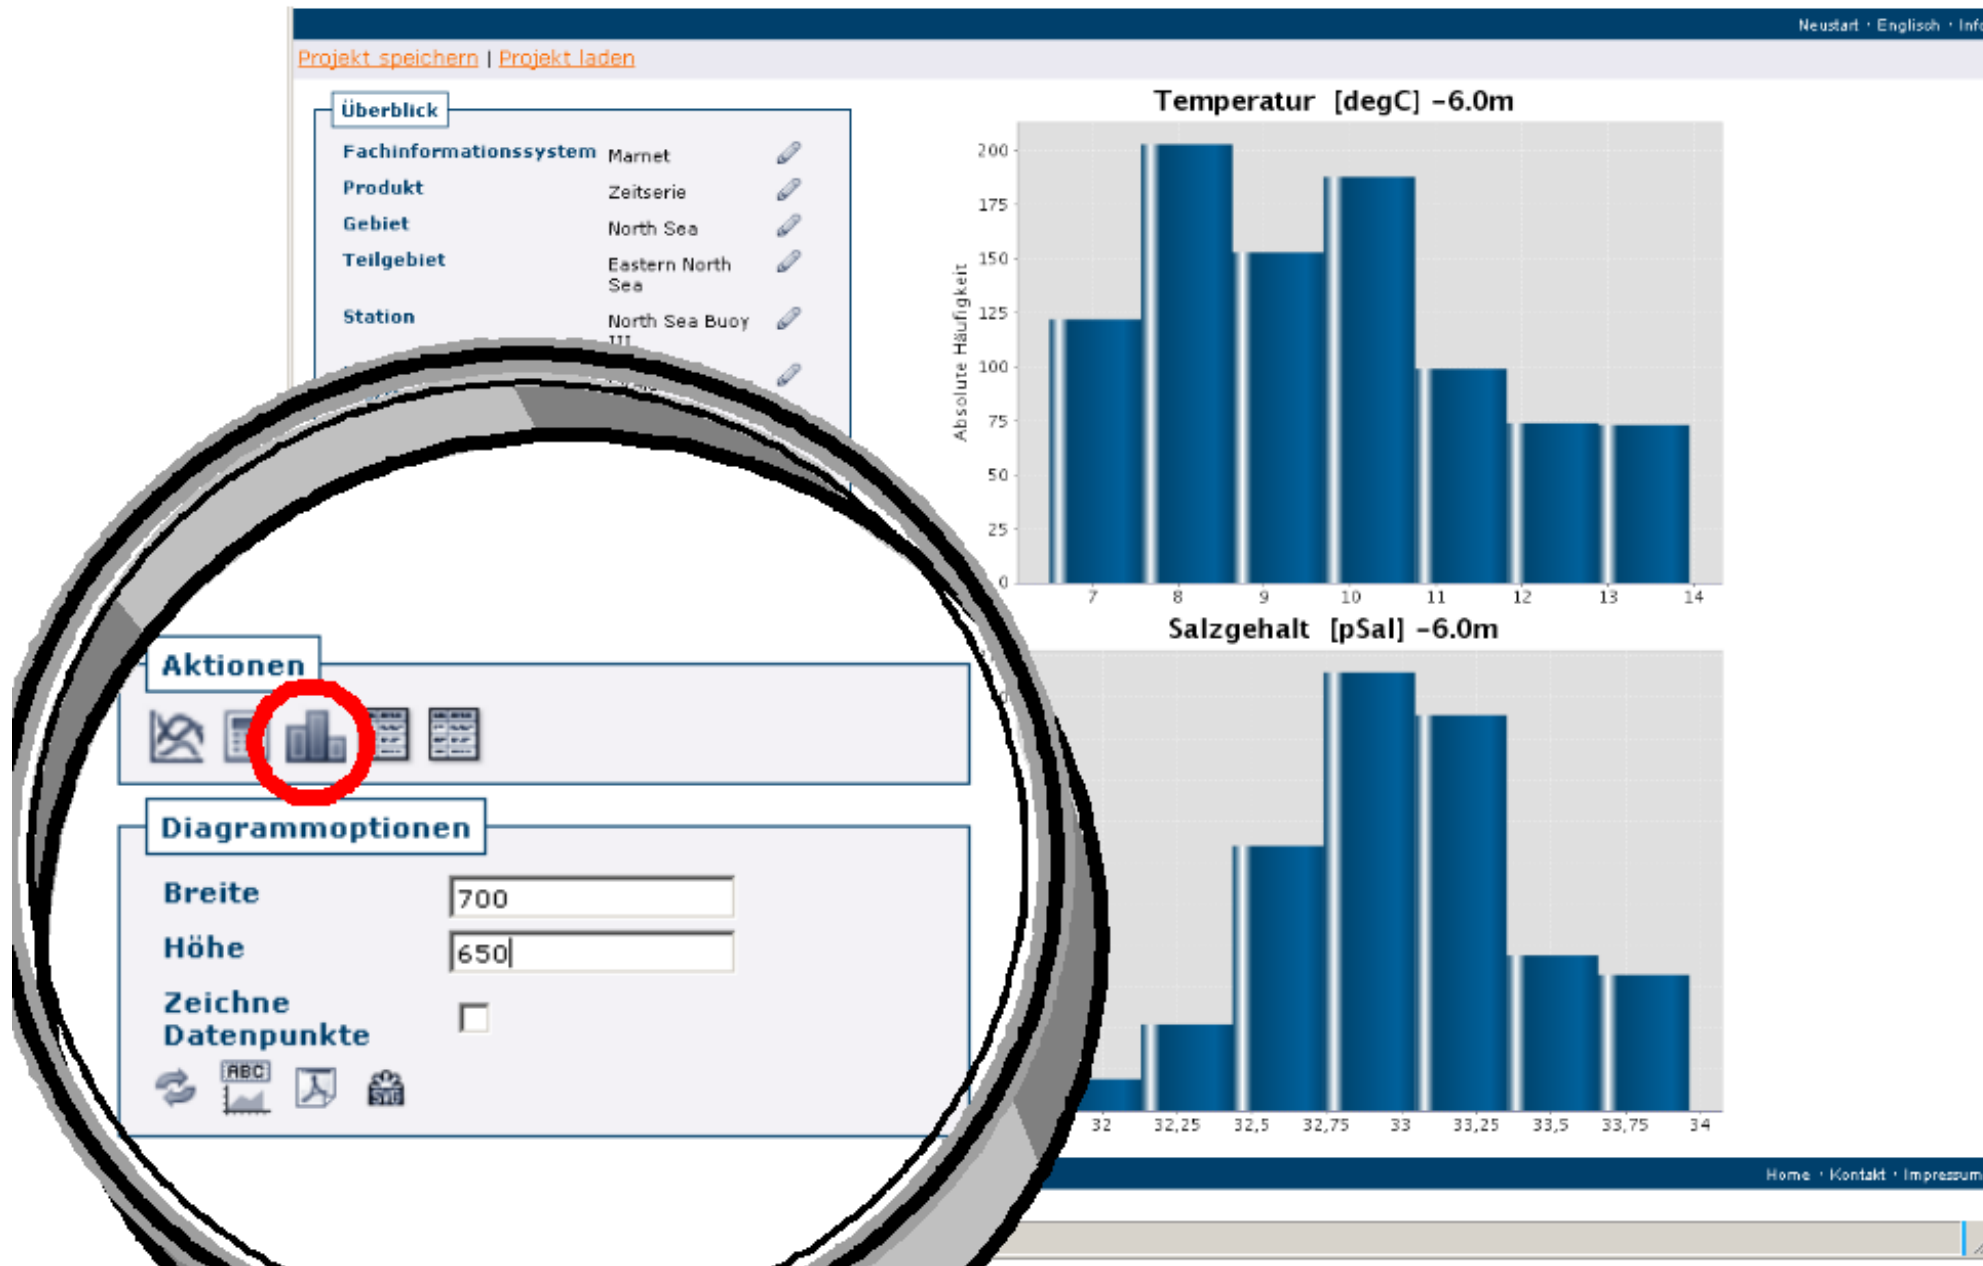 Neustart · Englisch · Info
Projekt speichern | Projekt laden
Überblick
Fachinformationssystem Marnet
Produkt Zeitserie
Gebiet North Sea
Teilgebiet Eastern North
Sea
Station North Sea Buoy
III
Aktionen
Diagrammoptionen
Breite 700
Höhe 650
Zeichne
Datenpunkte
ABC
SVG
Temperatur [degC] -6.0m
Absolute Häufigkeit
200
175
150
125
100
75
50
25
0
7 8 9 10 11 12 13 14
Salzgehalt [pSal] -6.0m
32 32,25 32,5 32,75 33 33,25 33,5 33,75 34
Home · Kontakt · Impressum